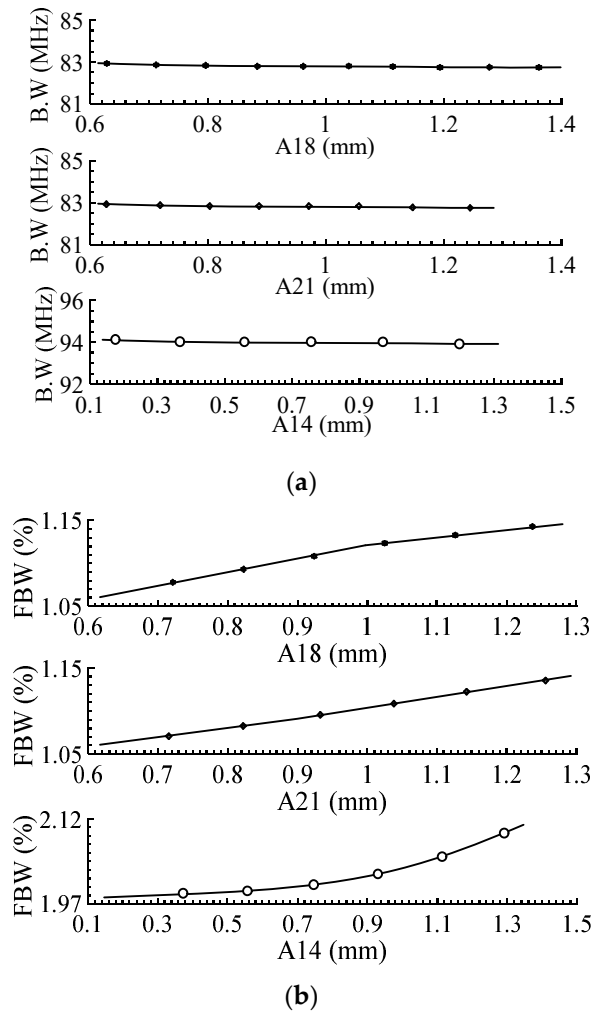 85
83
81
B.W (MHz)
0.6 0.8 1 1.2 1.4
A18 (mm)
85
83
81
B.W (MHz)
0.6 0.8 1 1.2 1.4
A21 (mm)
96
94
92
B.W (MHz)
0.1 0.3 0.5 0.7 0.9 1.1 1.3 1.5
A14 (mm)
(a)
1.15
1.05
FBW (%)
0.6 0.7 0.8 0.9 1 1.1 1.2 1.3
A18 (mm)
1.15
1.05
FBW (%)
0.6 0.7 0.8 0.9 1 1.1 1.2 1.3
A21 (mm)
2.12
1.97
FBW (%)
0.1 0.3 0.5 0.7 0.9 1.1 1.3 1.5
A14 (mm)
(b)